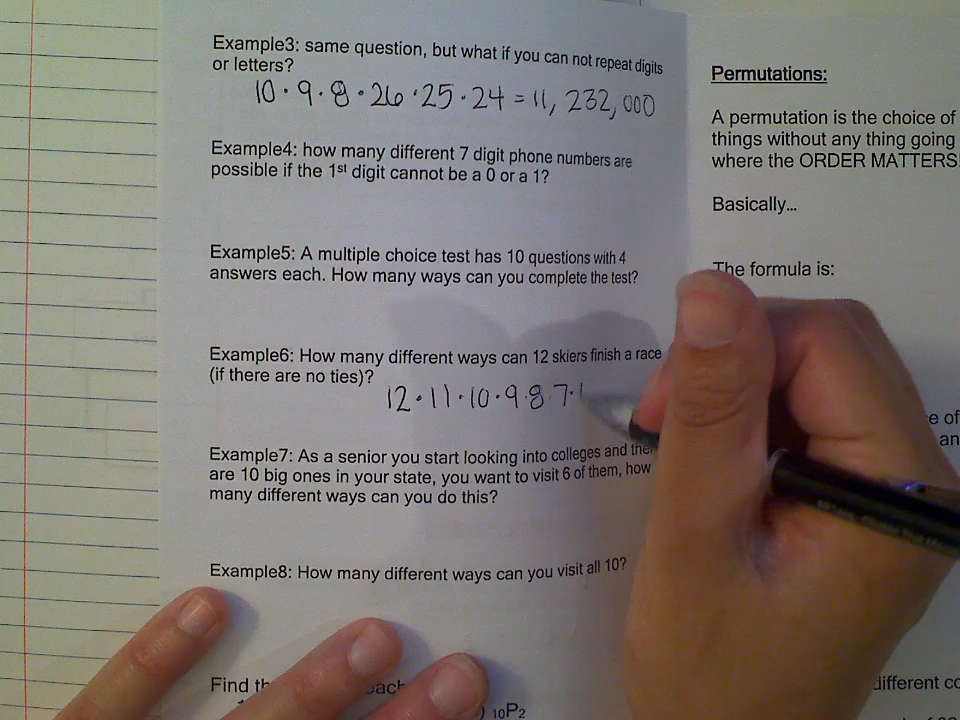 Example3: same question, but what if you can not repeat digits
or letters?
10 · 9 · 8 · 26 · 25 · 24 = 11, 232, 000
Example4: how many different 7 digit phone numbers are
possible if the 1st digit cannot be a 0 or a 1?
Example5: A multiple choice test has 10 questions with 4
answers each. How many ways can you complete the test?
Example6: How many different ways can 12 skiers finish a race
(if there are no ties)?
12 · 11 · 10 · 9 · 8 · 7 ·
Example7: As a senior you start looking into colleges and
are 10 big ones in your state, you want to visit 6 of them, how
many different ways can you do this?
Example8: How many different ways can you visit all 10?
Find
10P2
Permutations:
A permutation is the choice of
things without any thing going
where the ORDER MATTERS
Basically...
The formula is:
of
an
different